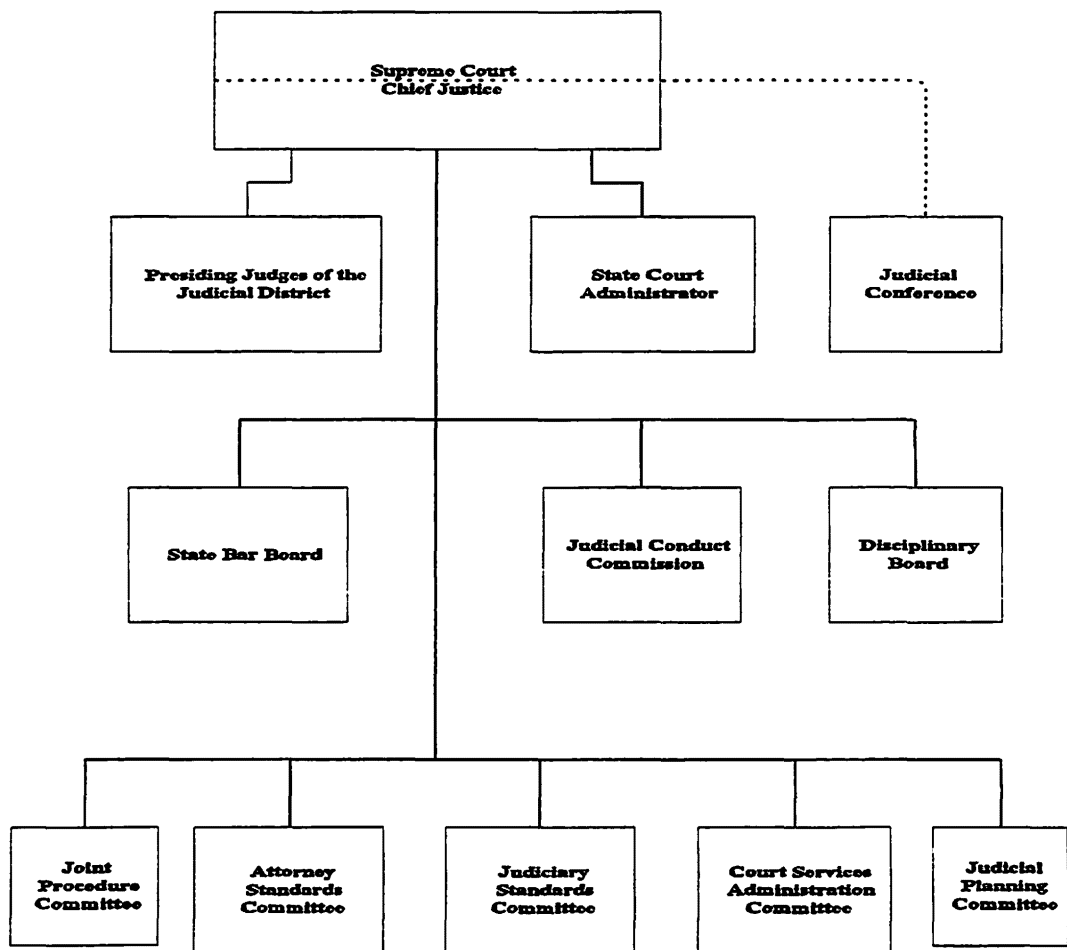 Supreme Court
Chief Justice
Presiding Judges of the
Judicial District
State Court
Administrator
Judicial
Conference
State Bar Board
Judicial Conduct
Commission
Disciplinary
Board
Joint
Procedure
Committee
Attorney
Standards
Committee
Judiciary
Standards
Committee
Court Services
Administration
Committee
Judicial
Planning
Committee